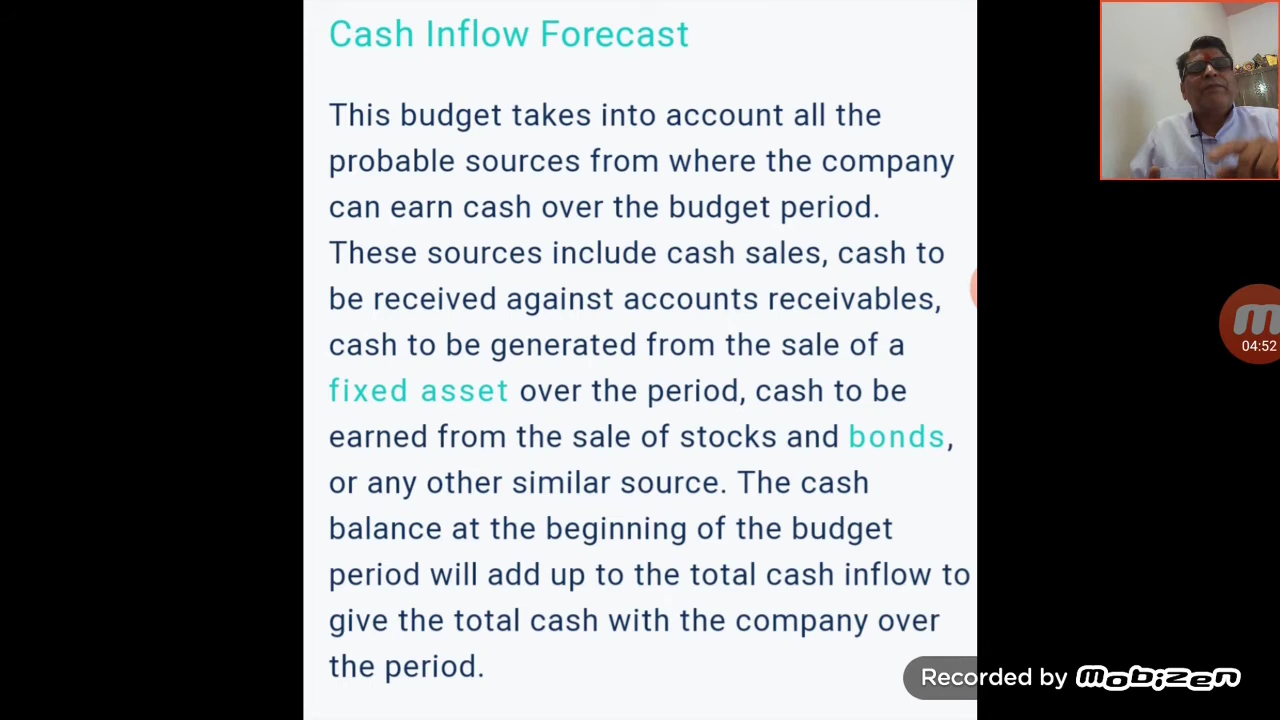 Cash Inflow Forecast
This budget takes into account all the
probable sources from where the company
can earn cash over the budget period.
These sources include cash sales, cash to
be received against accounts receivables,
cash to be generated from the sale of a
fixed asset over the period, cash to be
earned from the sale of stocks and bonds,
or any other similar source. The cash
balance at the beginning of the budget
period will add up to the total cash inflow to
give the total cash with the company over
the period.
04:52
Recorded by Mobizen